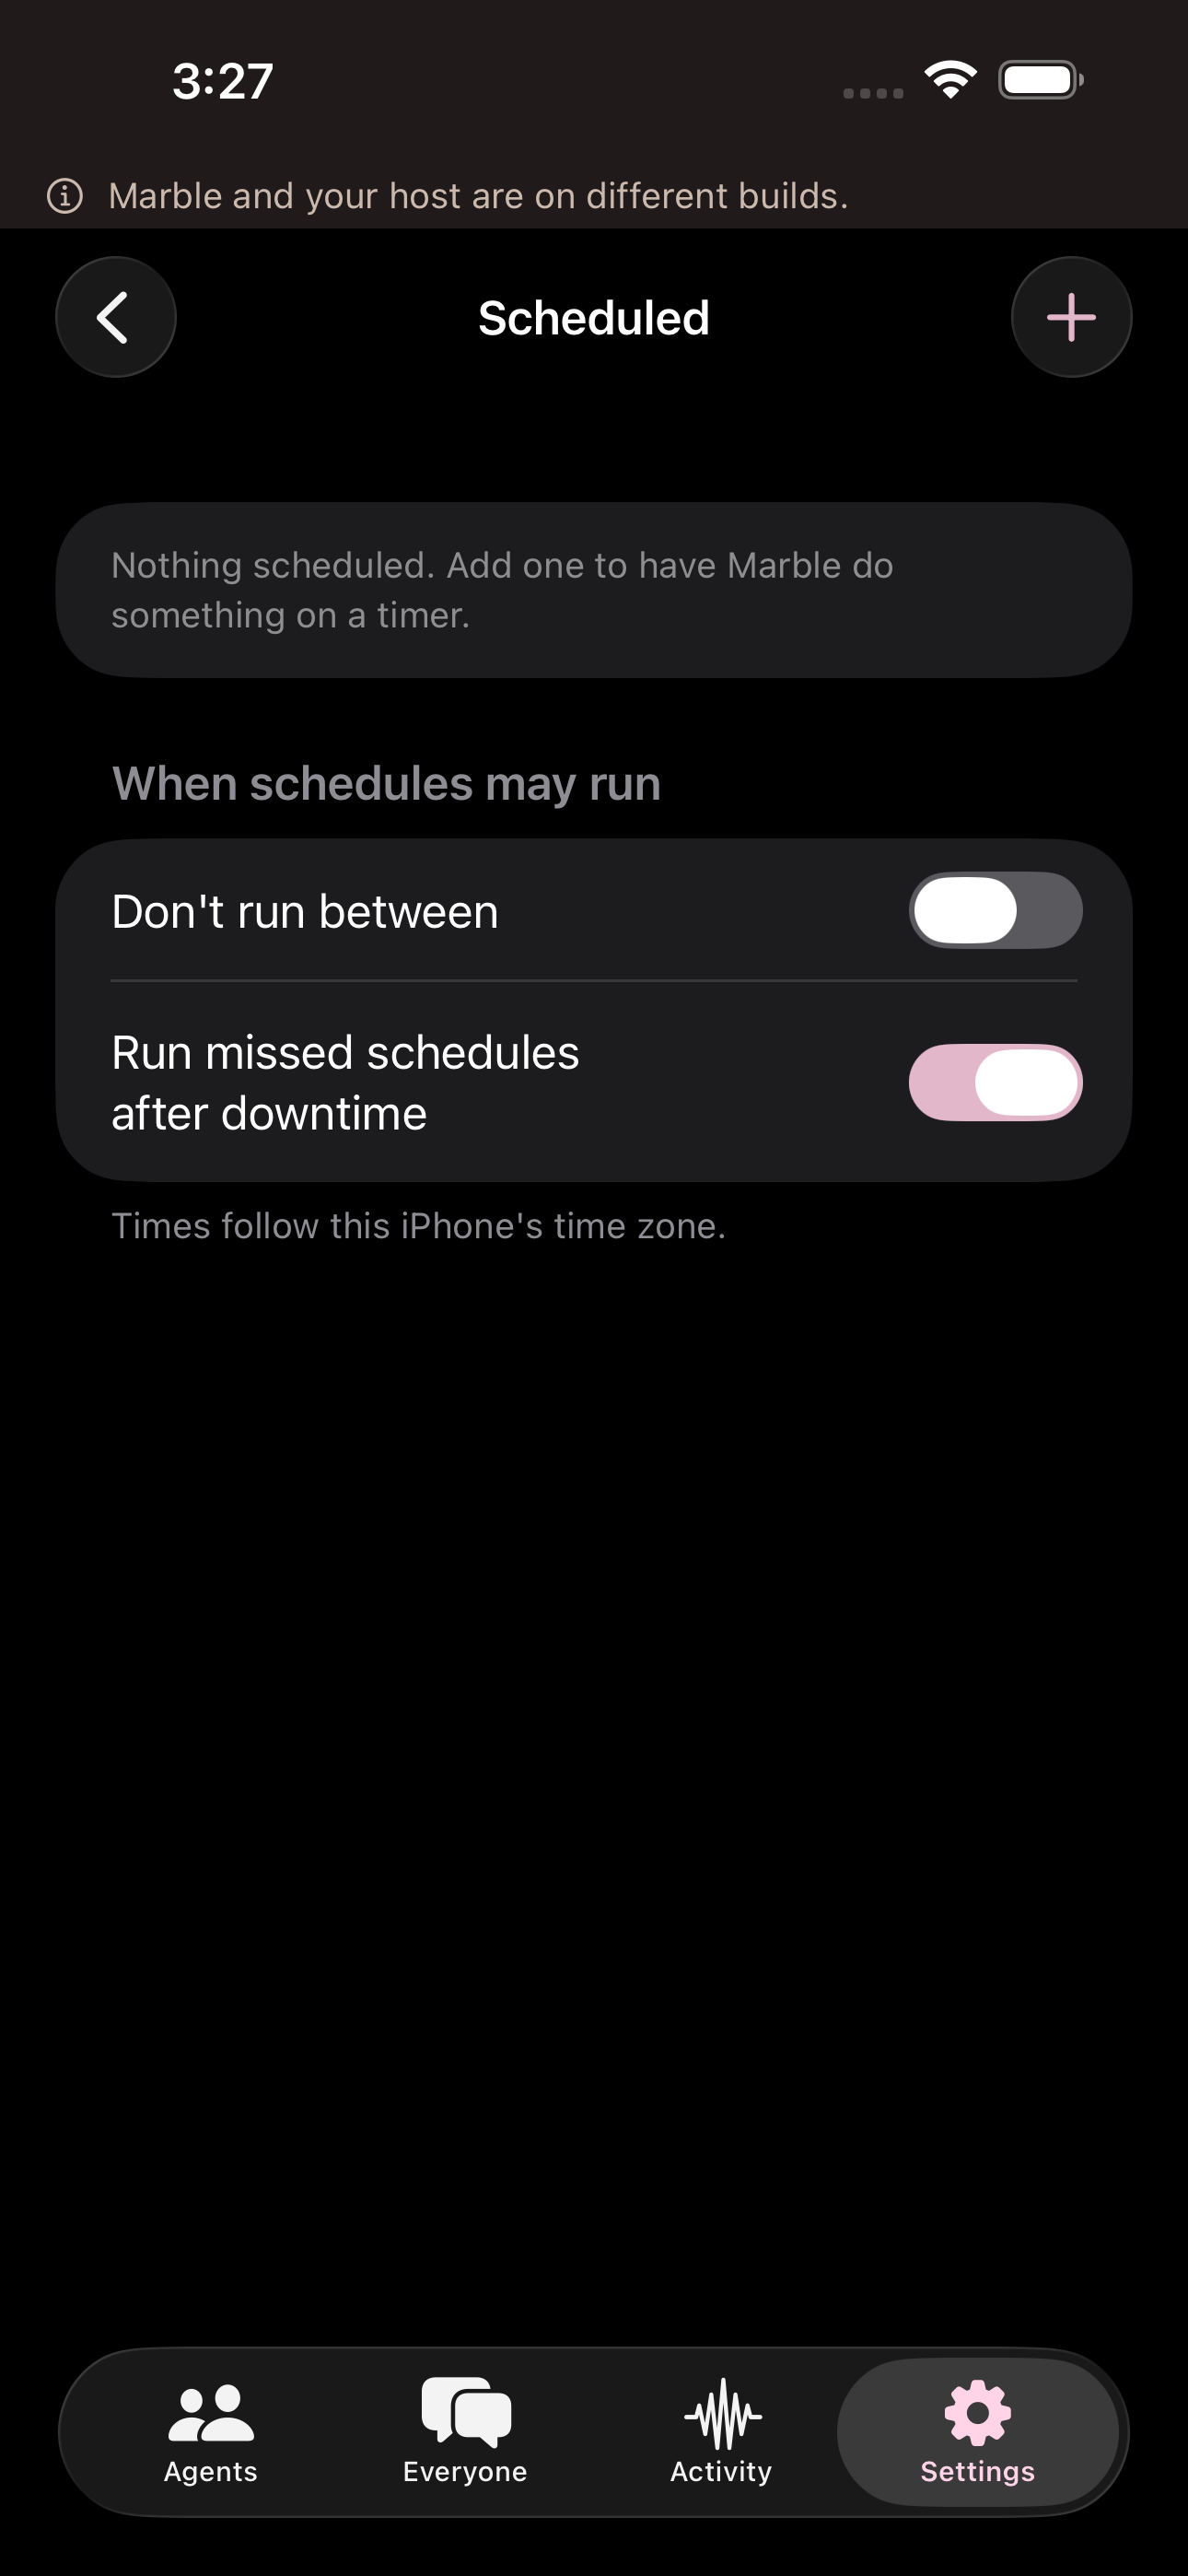 3:27
Marble and your host are on different builds.
Scheduled
Nothing scheduled. Add one to have Marble do
something on a timer.
When schedules may run
Don't run between
Run missed schedules
after downtime
Times follow this iPhone's time zone.
Agents
Everyone
Activity
Settings